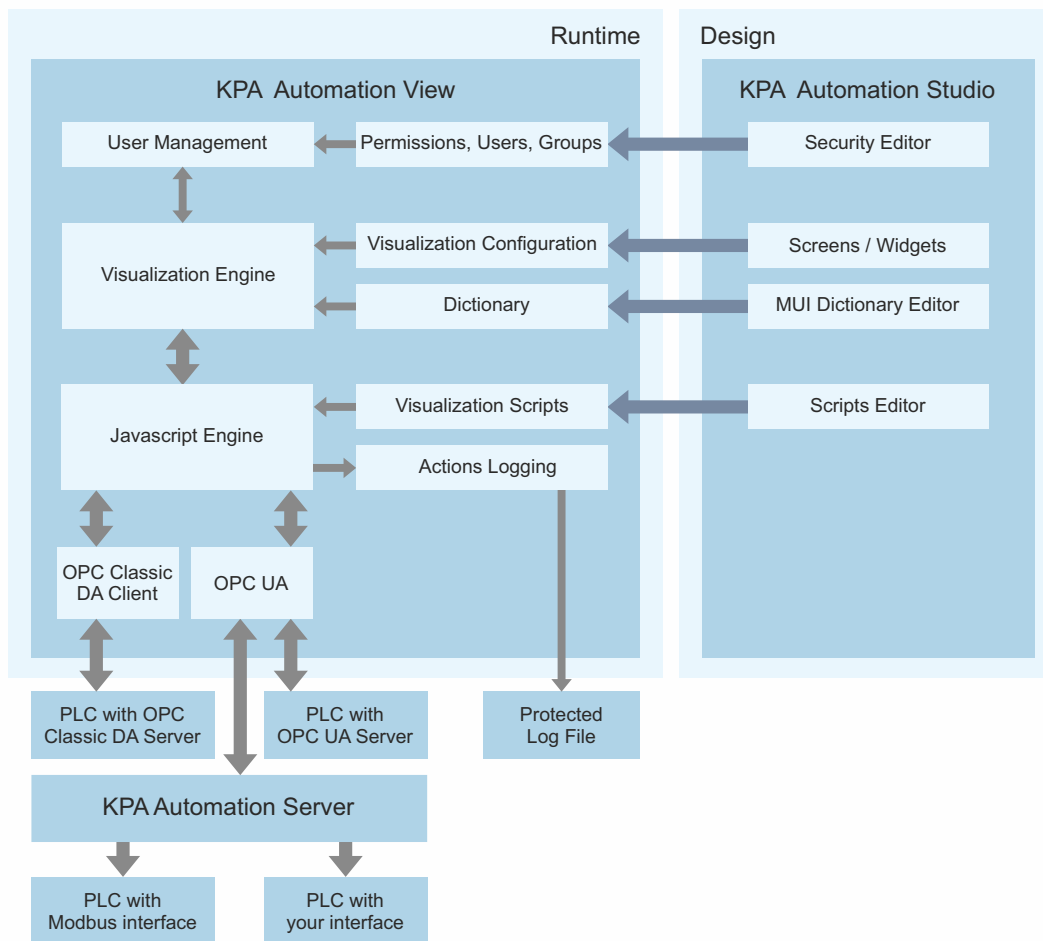 Runtime
Design
KPA Automation View
KPA Automation Studio
User Management
Permissions, Users, Groups
Security Editor
Visualization Engine
Visualization Configuration
Screens / Widgets
Dictionary
MUI Dictionary Editor
Javascript Engine
Visualization Scripts
Scripts Editor
Actions Logging
OPC Classic
DA Client
OPC UA
PLC with OPC
Classic DA Server
PLC with
OPC UA Server
Protected
Log File
KPA Automation Server
PLC with
Modbus interface
PLC with
your interface